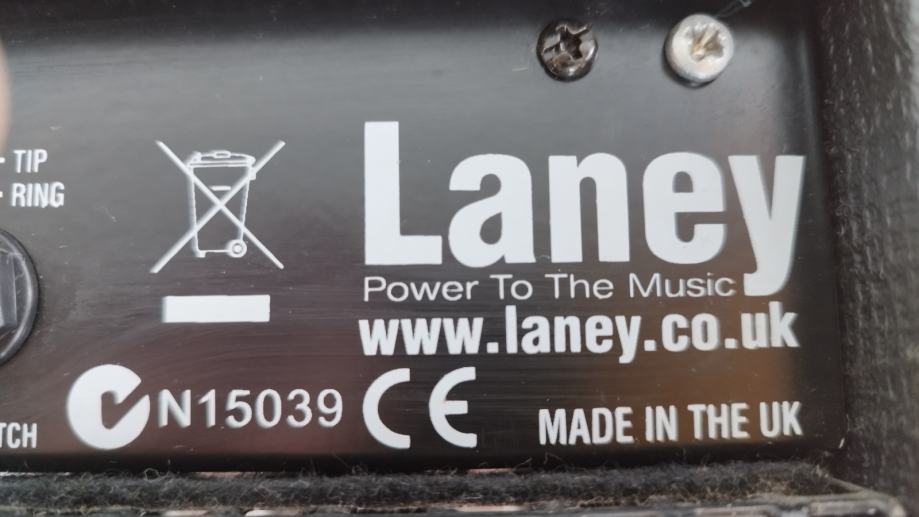 - TIP
- RING
Laney
Power To The Music
www.laney.co.uk
N15039 CE
TCH
MADE IN THE UK